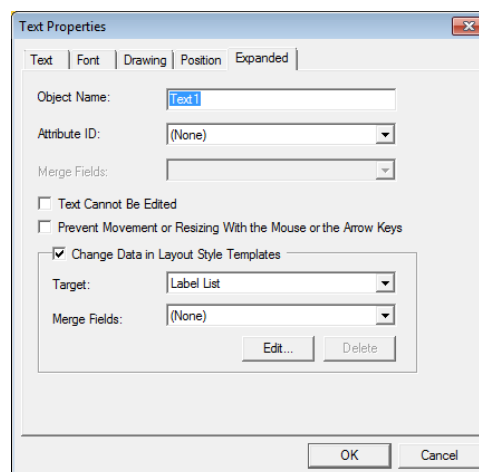 Text Properties
Text Font Drawing Position Expanded
Object Name: Text1
Attribute ID: (None)
Merge Fields:
Text Cannot Be Edited
Prevent Movement or Resizing With the Mouse or the Arrow Keys
Change Data in Layout Style Templates
Target: Label List
Merge Fields: (None)
Edit... Delete
OK Cancel